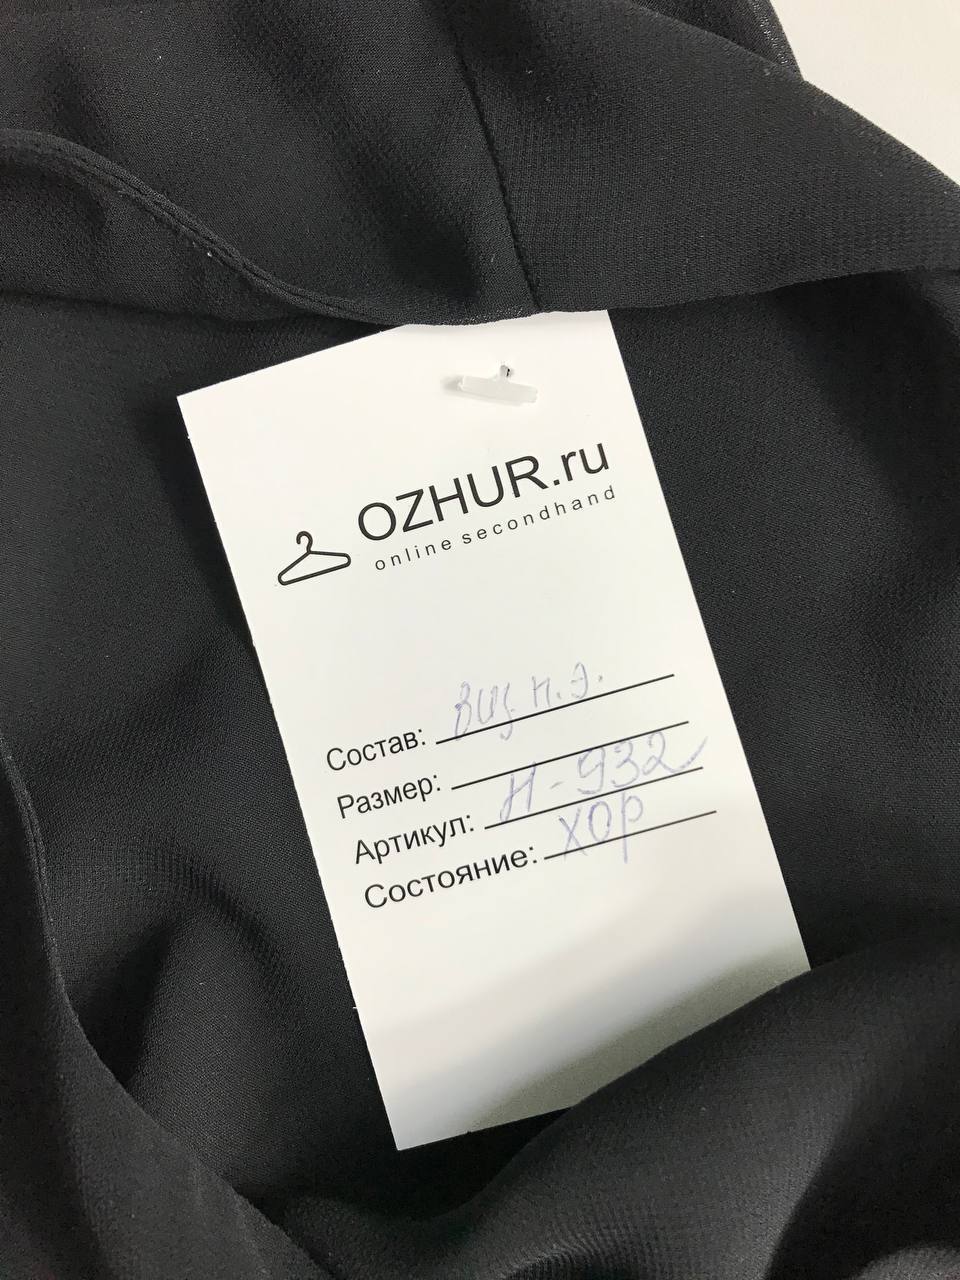 OZHUR.ru
online secondhand
Состав: виз. п.э.
Размер:
Артикул: Н-932
Состояние: хор